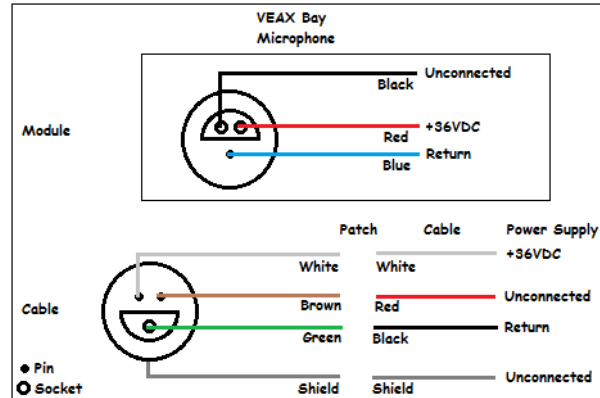 VEAX Bay
Microphone
Module
Unconnected
Black
+36VDC
Red
Return
Blue
Patch Cable Power Supply
+36VDC
White White
Cable
Brown Red Unconnected
Green Black Return
Pin
Socket
Shield Shield Unconnected